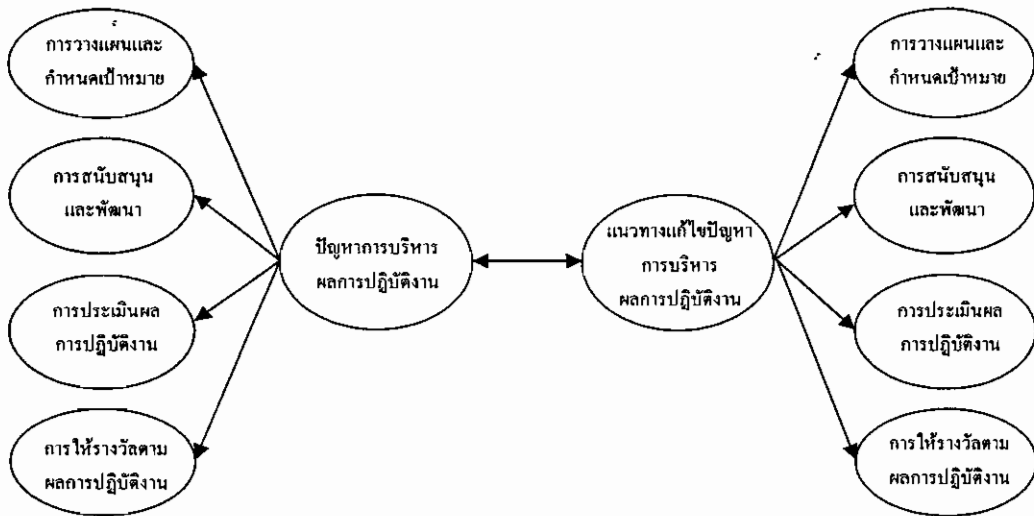 การวางแผนและ
กำหนดเป้าหมาย
การสนับสนุน
และพัฒนา
การประเมินผล
การปฏิบัติงาน
การให้รางวัลตาม
ผลการปฏิบัติงาน
ปัญหาการบริหาร
ผลการปฏิบัติงาน
แนวทางแก้ไขปัญหา
การบริหาร
ผลการปฏิบัติงาน
การวางแผนและ
กำหนดเป้าหมาย
การสนับสนุน
และพัฒนา
การประเมินผล
การปฏิบัติงาน
การให้รางวัลตาม
ผลการปฏิบัติงาน